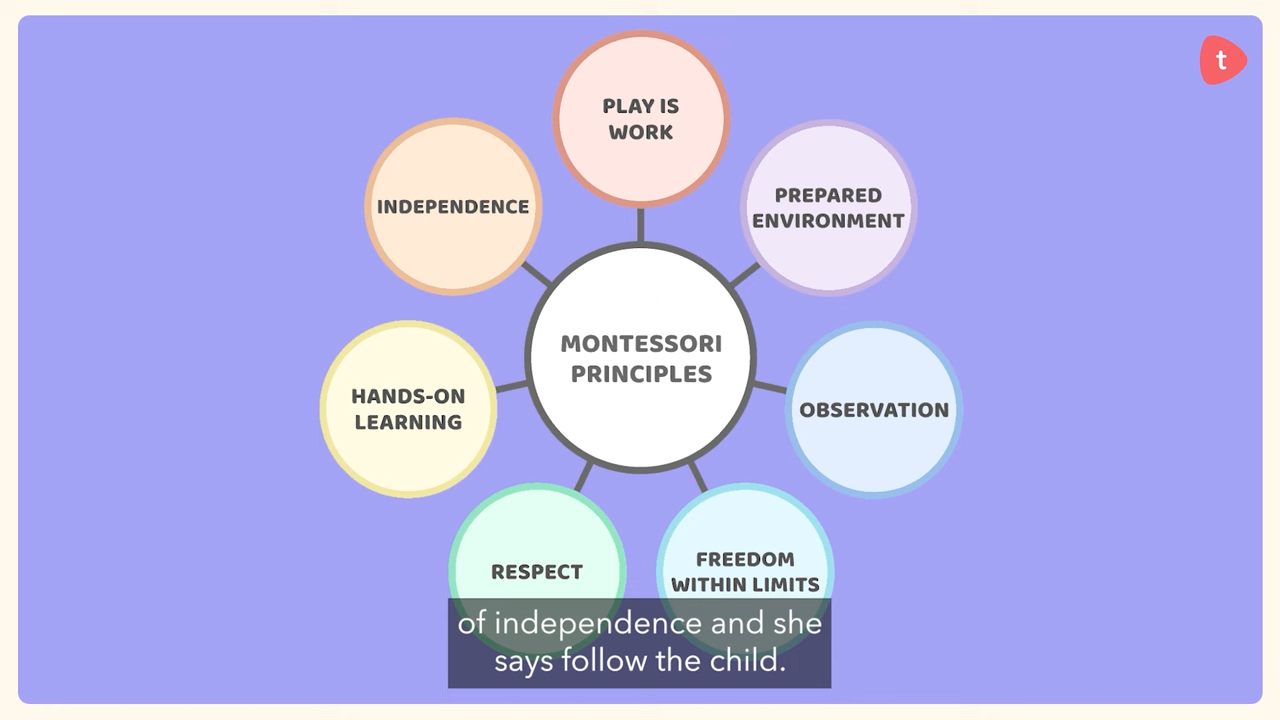 PLAY IS
WORK
t
INDEPENDENCE
PREPARED
ENVIRONMENT
MONTESSORI
PRINCIPLES
HANDS-ON
LEARNING
OBSERVATION
RESPECT
FREEDOM
WITHIN LIMITS
of independence and she
says follow the child.